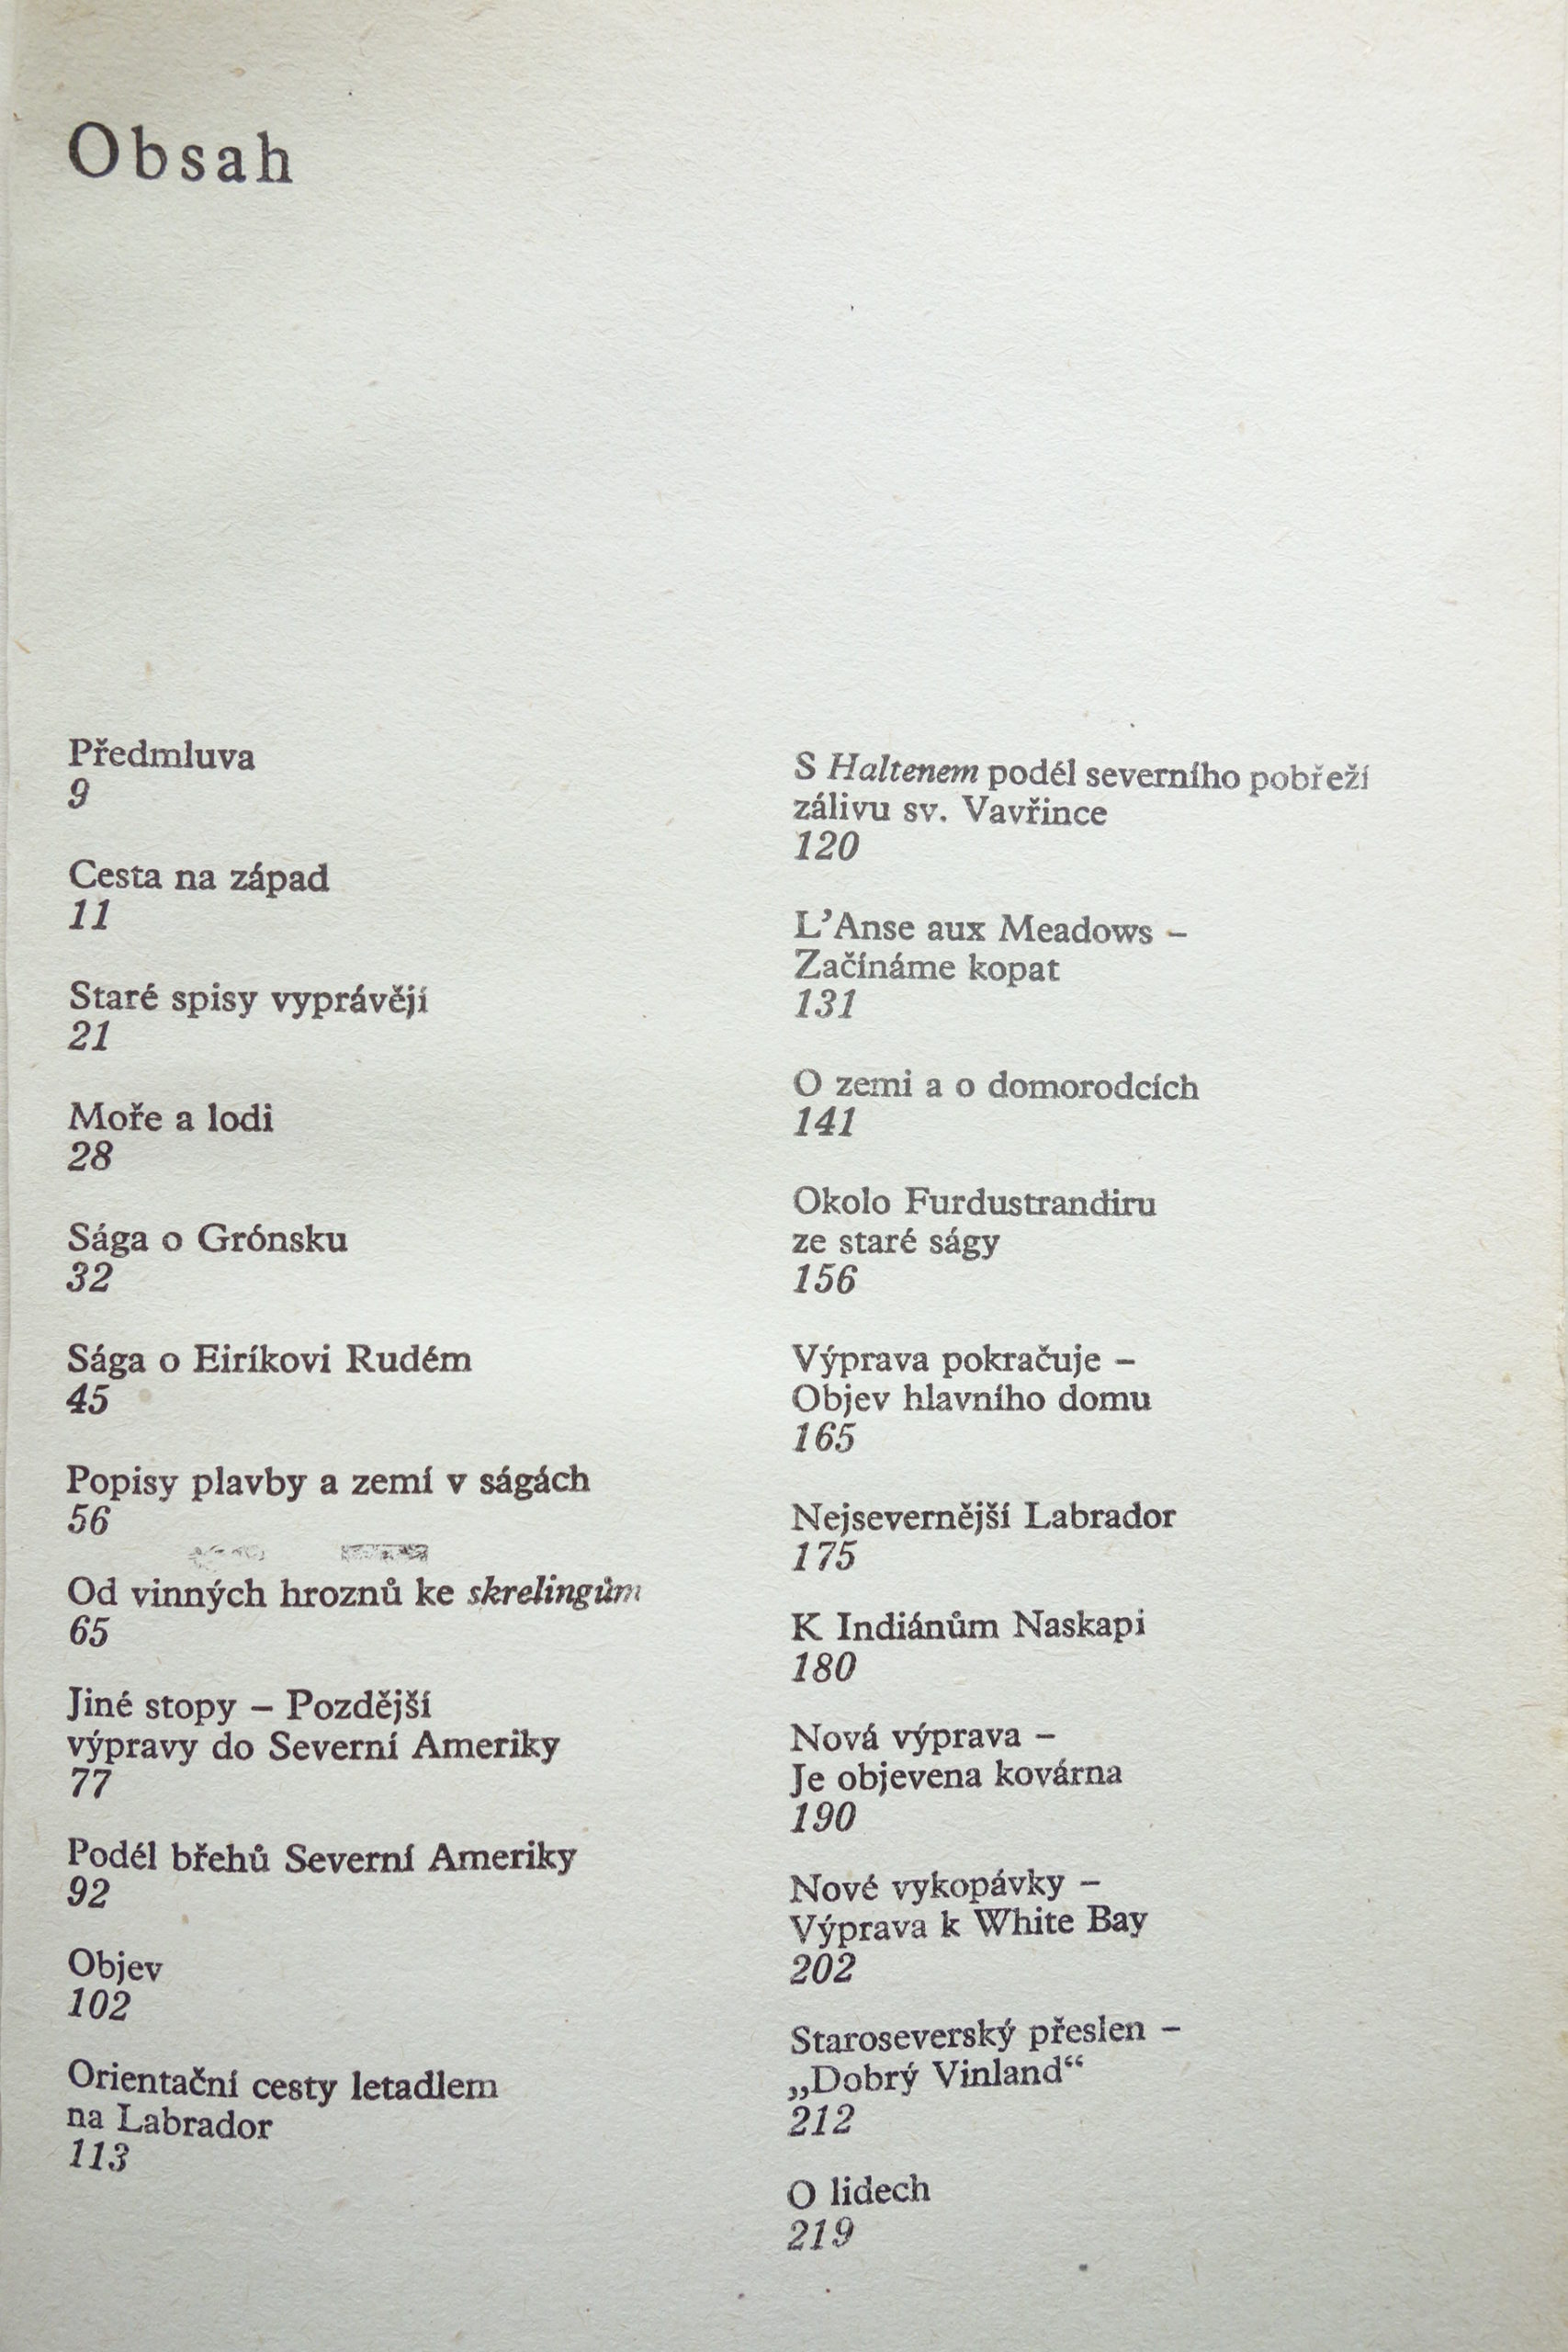 Obsah
Předmluva
9
Cesta na západ
11
Staré spisy vyprávějí
21
Moře a lodi
28
Sága o Grónsku
32
Sága o Eiríkovi Rudém
45
Popisy plavby a zemí v ságách
56
Od vinných hroznů ke skrelingům
65
Jiné stopy – Pozdější
výpravy do Severní Ameriky
77
Podél břehů Severní Ameriky
92
Objev
102
Orientační cesty letadlem
na Labrador
113
S Haltenem podél severního pobřeží
zálivu sv. Vavřince
120
L’Anse aux Meadows –
Začínáme kopat
131
O zemi a o domorodcích
141
Okolo Furdustrandiru
ze staré ságy
156
Výprava pokračuje –
Objev hlavního domu
165
Nejsevernější Labrador
175
K Indiánům Naskapi
180
Nová výprava –
Je objevena kovárna
190
Nové vykopávky –
Výprava k White Bay
202
Staroseverský přeslen –
„Dobrý Vinland“
212
O lidech
219